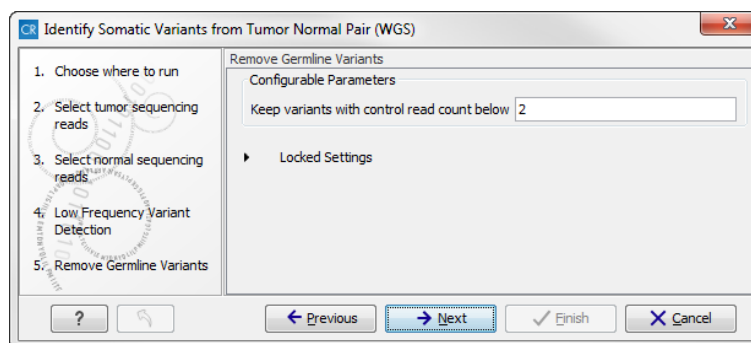 CR Identify Somatic Variants from Tumor Normal Pair (WGS)
X
1. Choose where to run
2. Select tumor sequencing
reads
3. Select normal sequencing
reads
4. Low Frequency Variant
Detection
5. Remove Germline Variants
Remove Germline Variants
Configurable Parameters
Keep variants with control read count below 2
Locked Settings
?
Previous
Next
Finish
Cancel